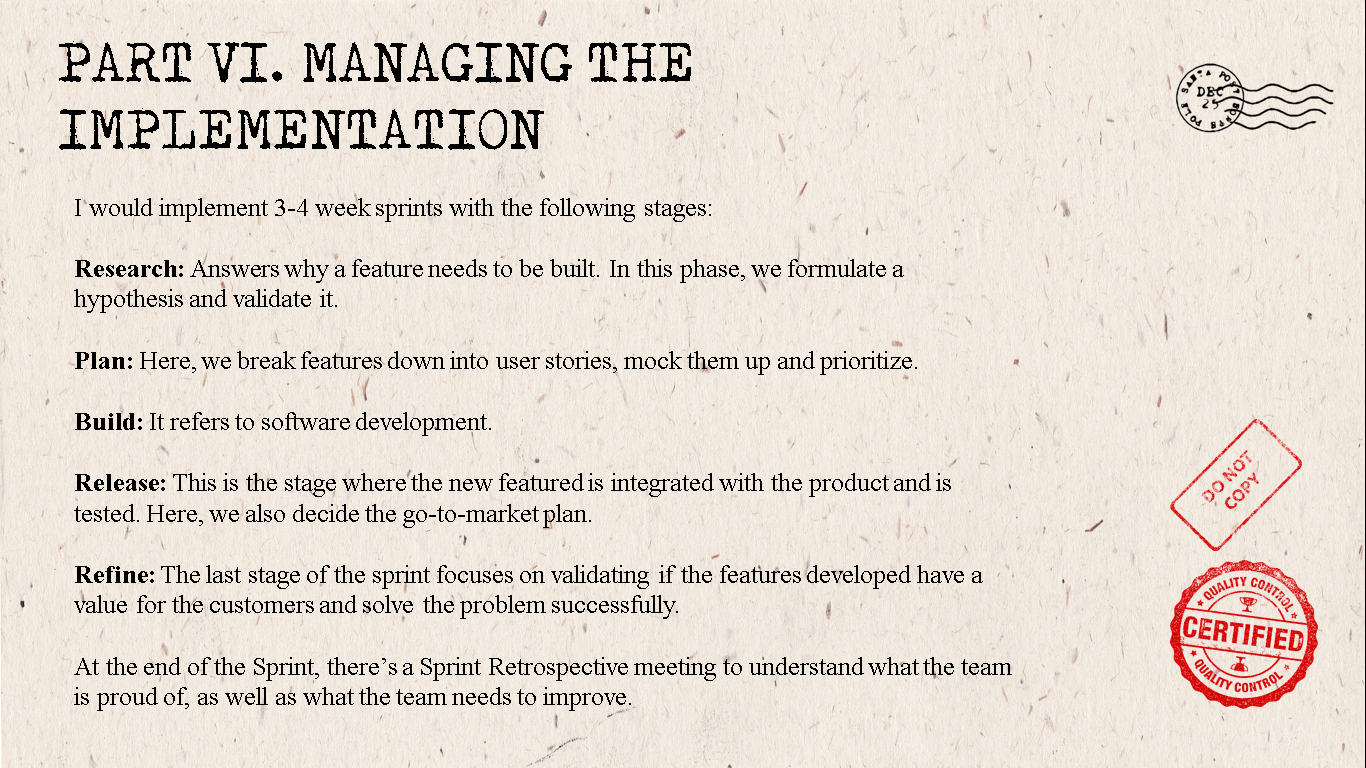 PART VI. MANAGING THE
IMPLEMENTATION
SANTA POST NORTH POLE
DEC
25
I would implement 3-4 week sprints with the following stages:
Research: Answers why a feature needs to be built. In this phase, we formulate a
hypothesis and validate it.
Plan: Here, we break features down into user stories, mock them up and prioritize.
Build: It refers to software development.
Release: This is the stage where the new featured is integrated with the product and is
tested. Here, we also decide the go-to-market plan.
Refine: The last stage of the sprint focuses on validating if the features developed have a
value for the customers and solve the problem successfully.
At the end of the Sprint, there’s a Sprint Retrospective meeting to understand what the team
is proud of, as well as what the team needs to improve.
DO NOT
COPY
QUALITY CONTROL
CERTIFIED
QUALITY CONTROL